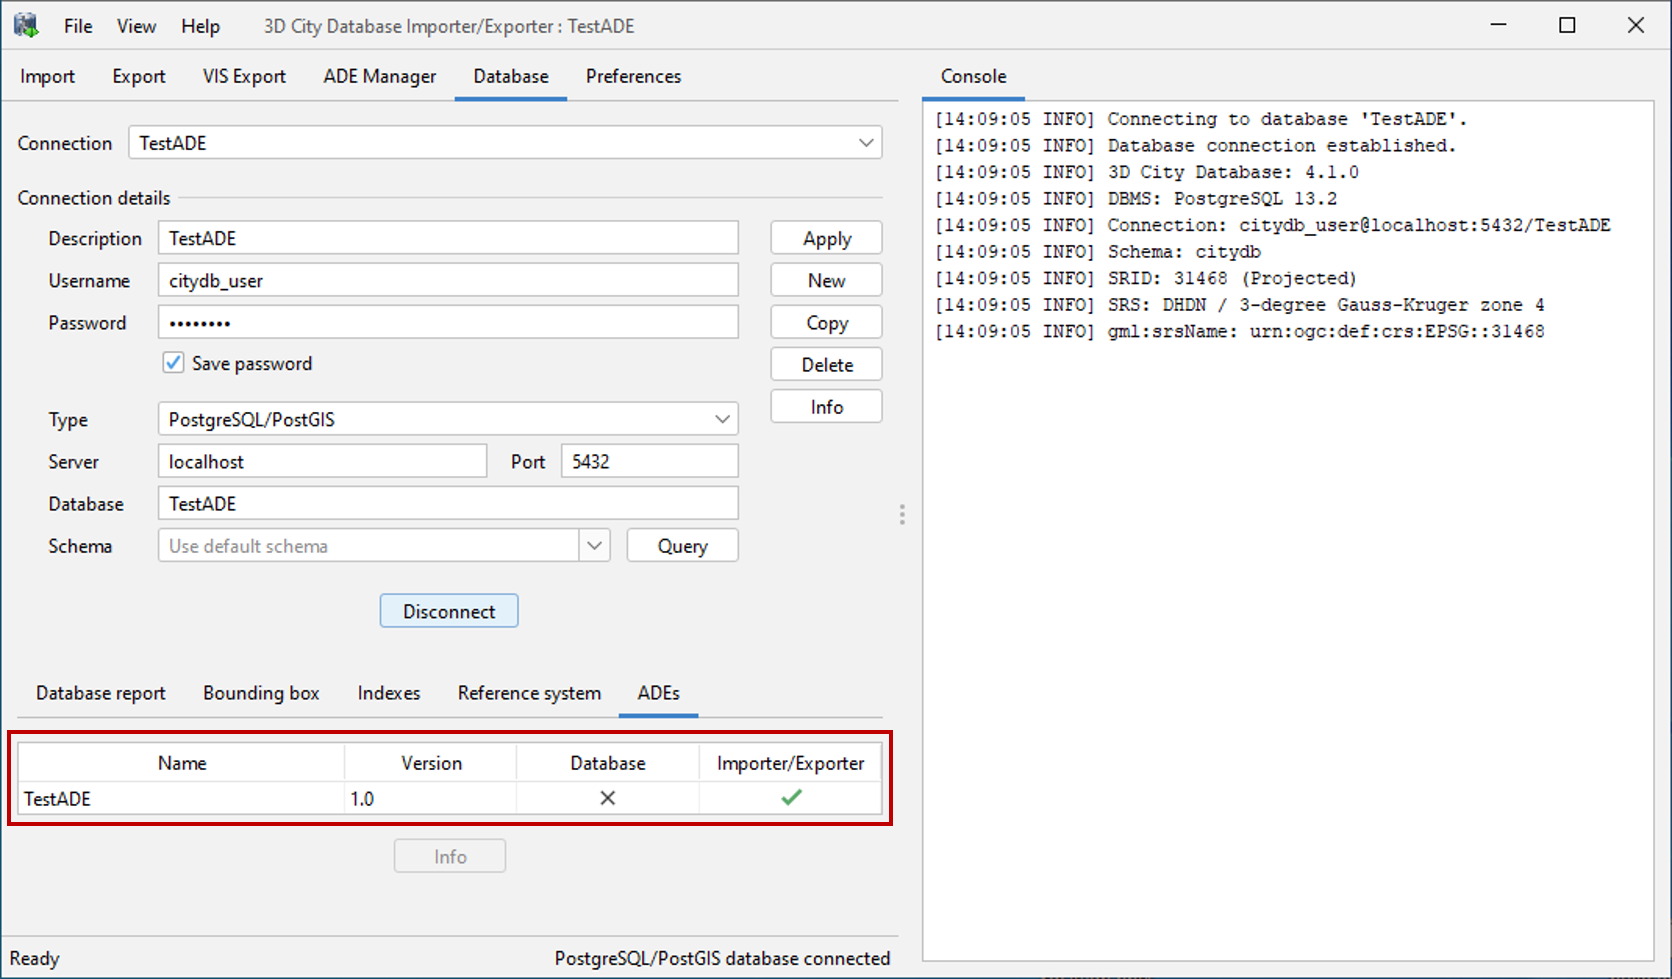 File View Help 3D City Database Importer/Exporter : TestADE
Import Export VIS Export ADE Manager Database Preferences
Connection TestADE
Connection details
Description TestADE Apply
Username citydb_user New
Password •••••••• Copy
Save password Delete
Info
Type PostgreSQL/PostGIS
Server localhost Port 5432
Database TestADE
Schema Use default schema Query
Disconnect
Database report Bounding box Indexes Reference system ADEs
Name Version Database Importer/Exporter
TestADE 1.0
Info
Ready PostgreSQL/PostGIS database connected
Console
[14:09:05 INFO] Connecting to database 'TestADE'.
[14:09:05 INFO] Database connection established.
[14:09:05 INFO] 3D City Database: 4.1.0
[14:09:05 INFO] DBMS: PostgreSQL 13.2
[14:09:05 INFO] Connection: citydb_user@localhost:5432/TestADE
[14:09:05 INFO] Schema: citydb
[14:09:05 INFO] SRID: 31468 (Projected)
[14:09:05 INFO] SRS: DHDN / 3-degree Gauss-Kruger zone 4
[14:09:05 INFO] gml:srsName: urn:ogc:def:crs:EPSG::31468